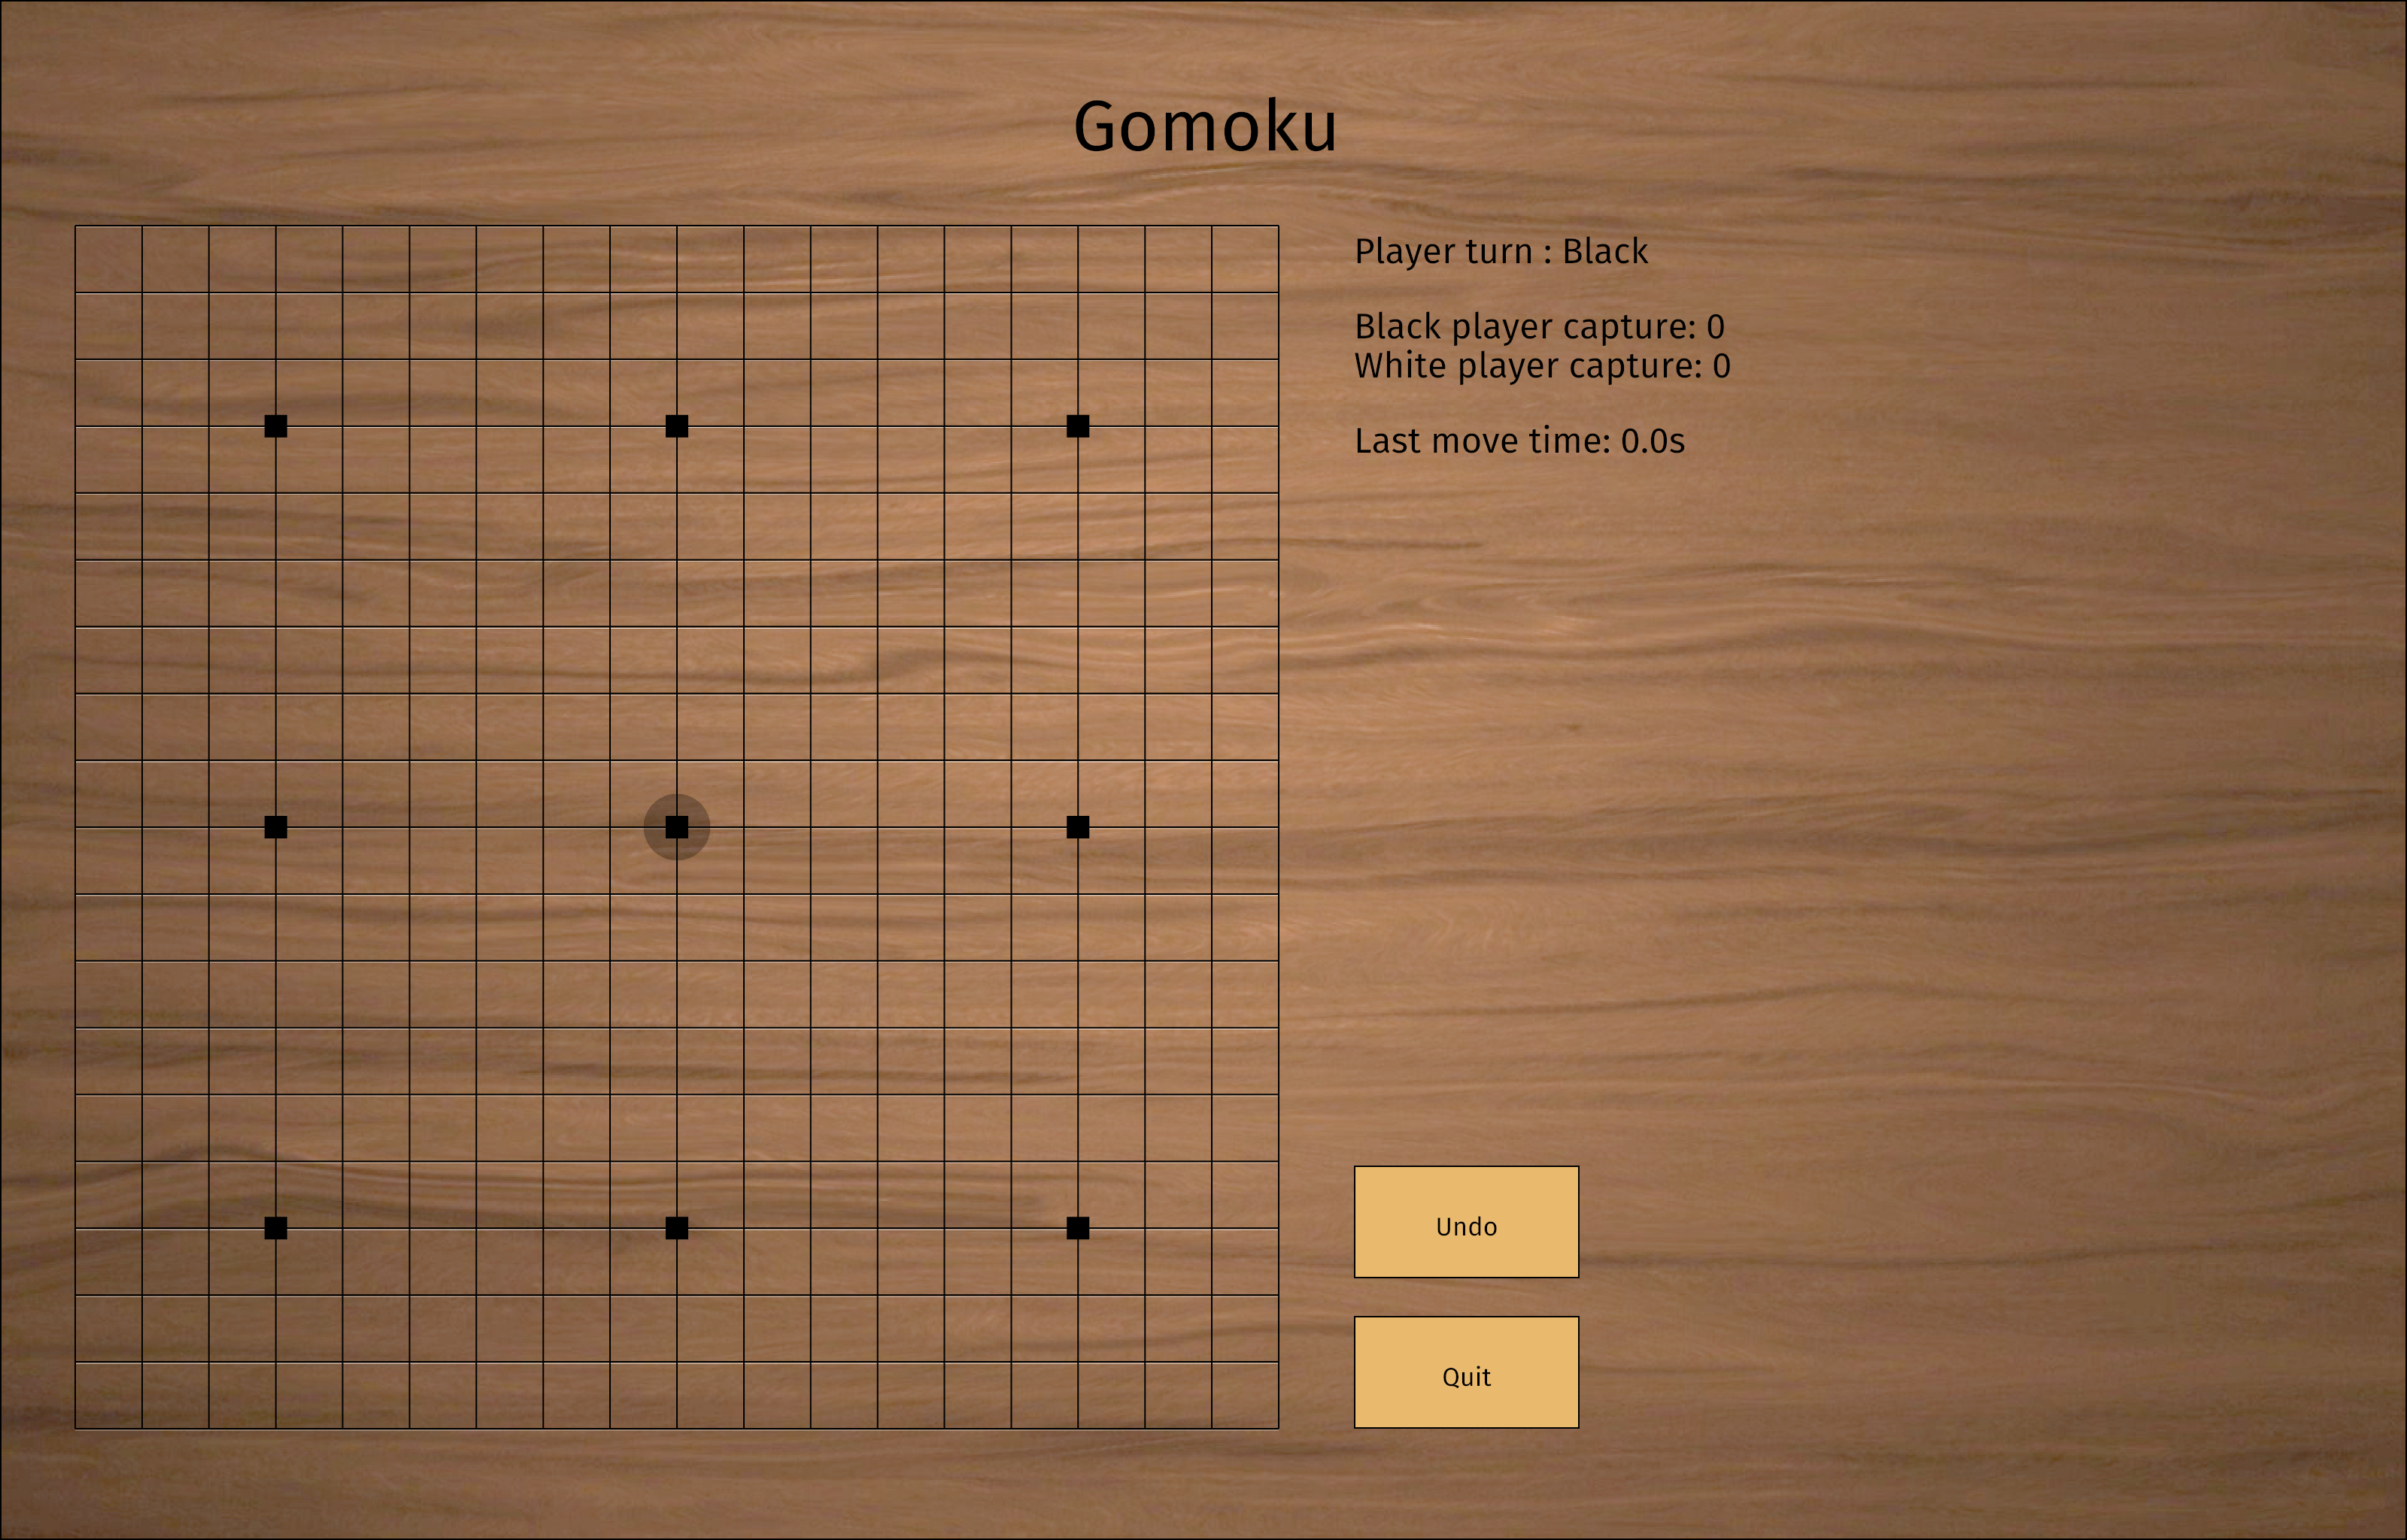 Gomoku
Player turn : Black
Black player capture: 0
White player capture: 0
Last move time: 0.0s
Undo
Quit